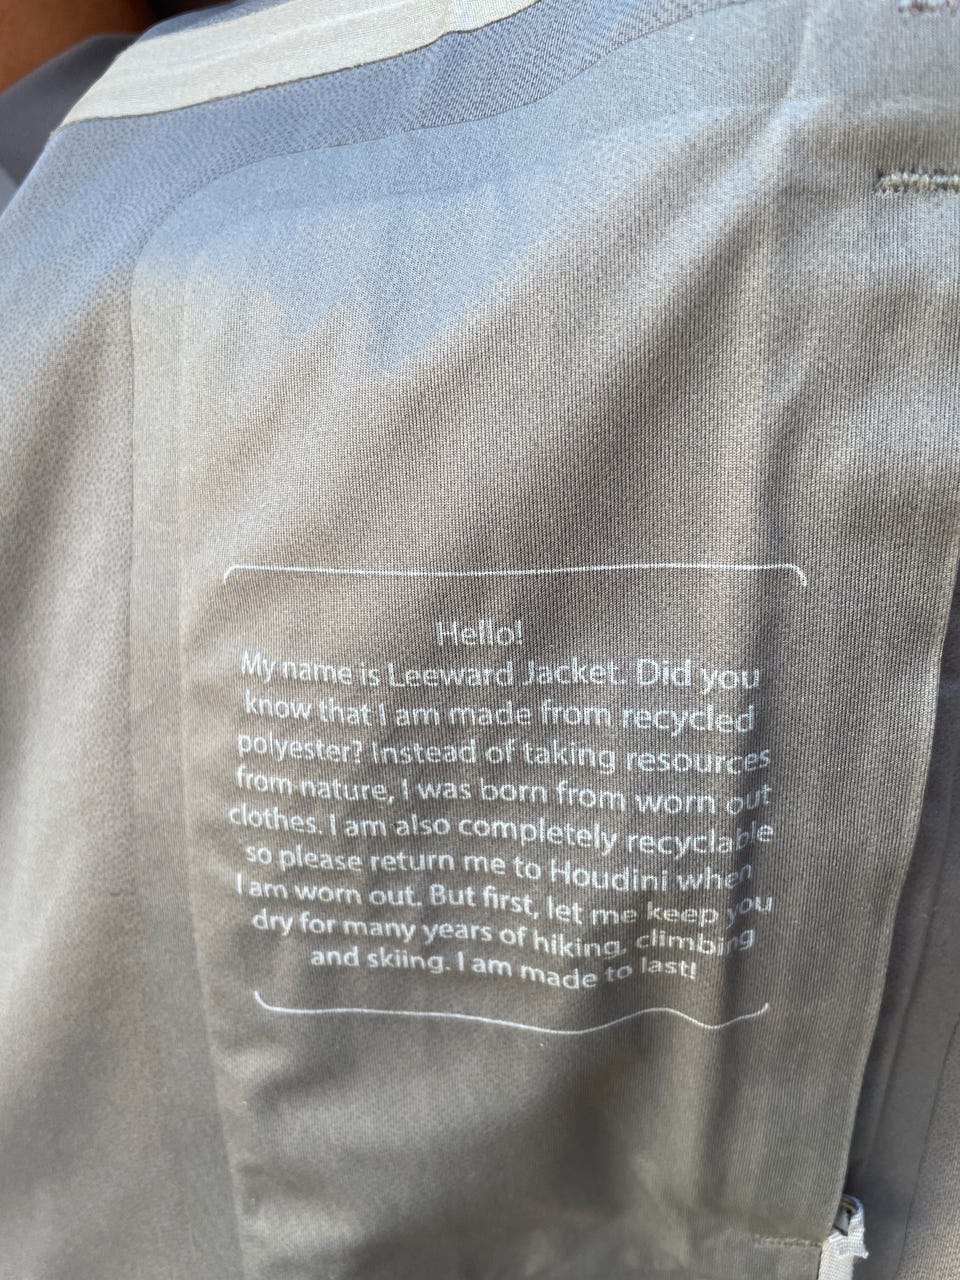 Hello!
My name is Leeward Jacket. Did you
know that I am made from recycled
polyester? Instead of taking resources
from nature, I was born from worn out
clothes. I am also completely recyclable
so please return me to Houdini when
I am worn out. But first, let me keep you
dry for many years of hiking, climbing
and skiing. I am made to last!